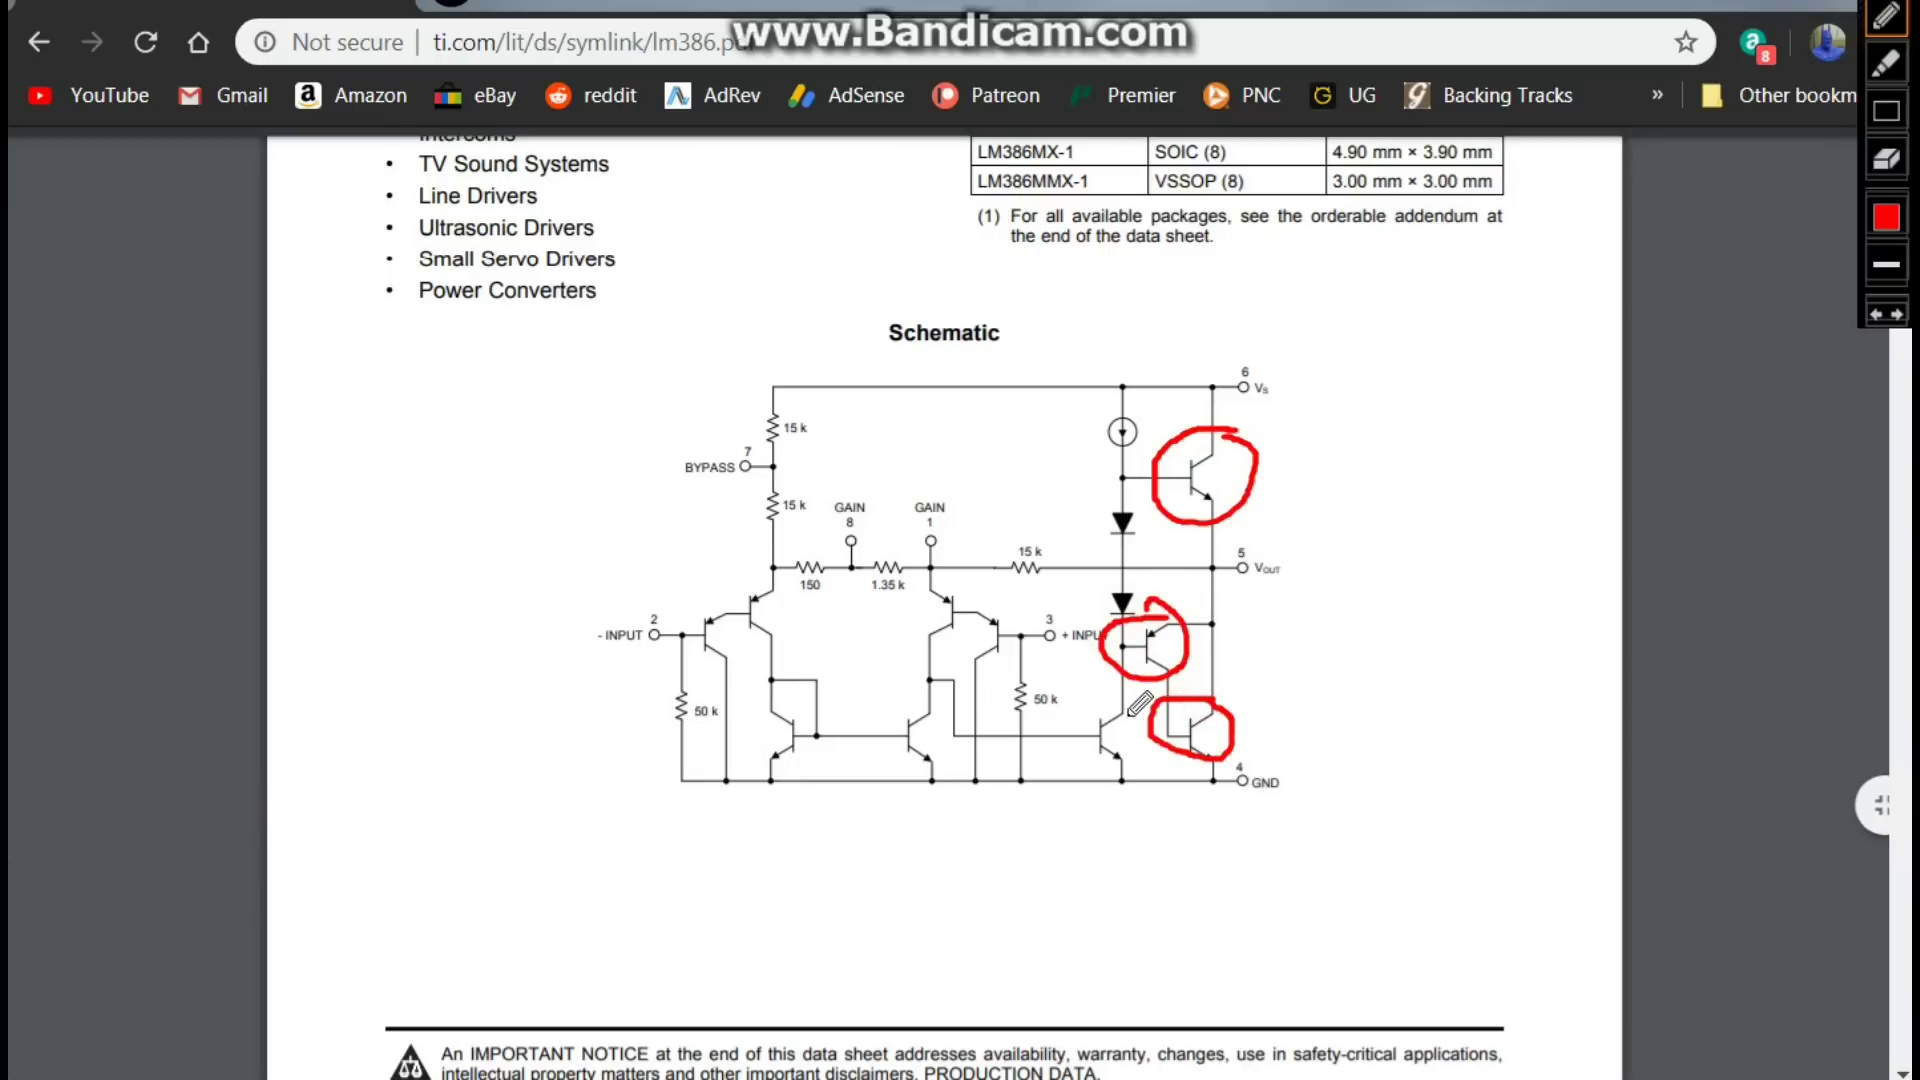 www.Bandicam.com
Not secure ti.com/lit/ds/symlink/lm386.p
8
YouTube Gmail Amazon eBay reddit AdRev AdSense Patreon Premier PNC UG Backing Tracks » Other bookm
Intercoms
• TV Sound Systems
• Line Drivers
• Ultrasonic Drivers
• Small Servo Drivers
• Power Converters
LM386MX-1 SOIC (8) 4.90 mm × 3.90 mm
LM386MMX-1 VSSOP (8) 3.00 mm × 3.00 mm
(1) For all available packages, see the orderable addendum at
the end of the data sheet.
Schematic
6
VS
15 k
7
BYPASS
15 k
GAIN
8
GAIN
1
15 k
5
VOUT
150
1.35 k
2
- INPUT
3
+ INPU
50 k
50 k
4
GND
An IMPORTANT NOTICE at the end of this data sheet addresses availability, warranty, changes, use in safety-critical applications,
intellectual property matters and other important disclaimers. PRODUCTION DATA.